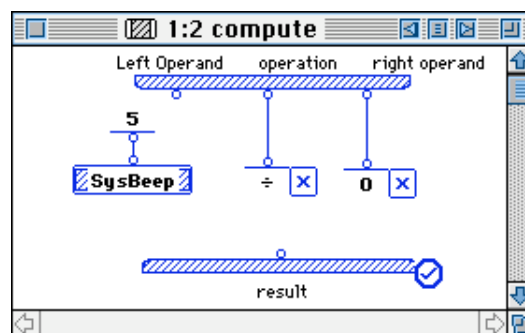 1:2 compute
Left Operand operation right operand
5
SysBeep ÷ 0
result